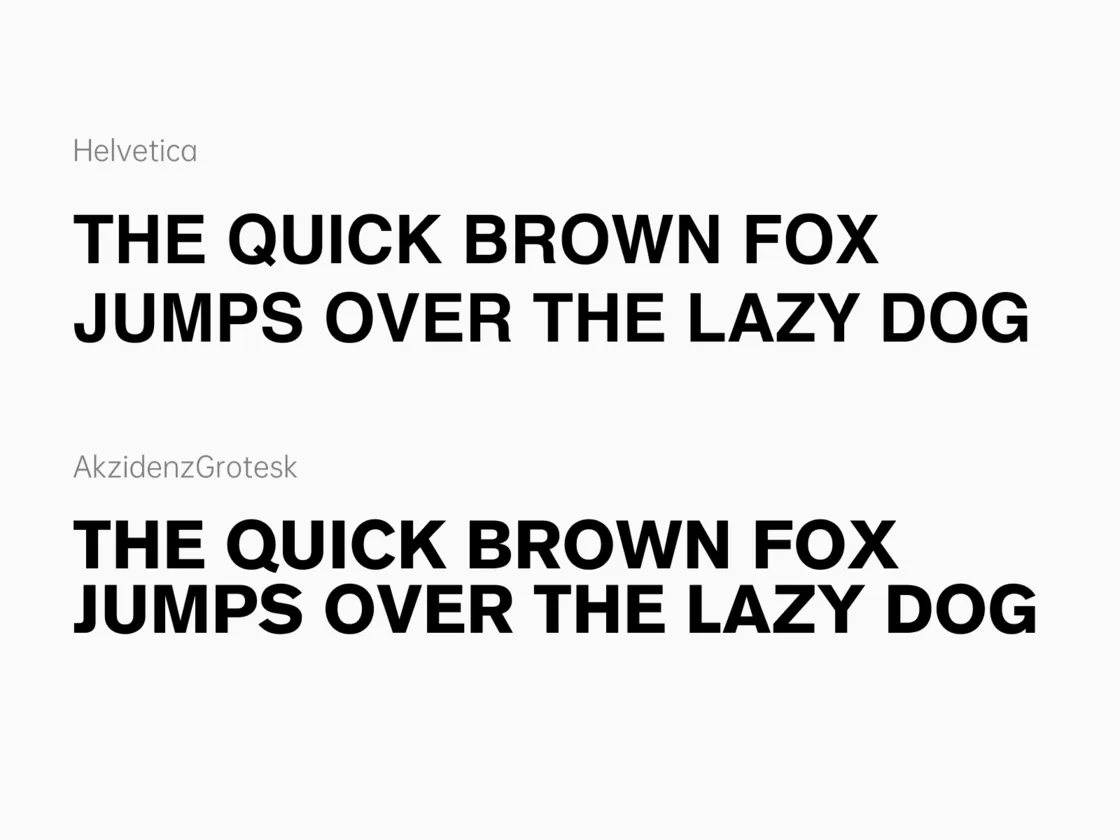 Helvetica
THE QUICK BROWN FOX
JUMPS OVER THE LAZY DOG
AkzidenzGrotesk
THE QUICK BROWN FOX
JUMPS OVER THE LAZY DOG